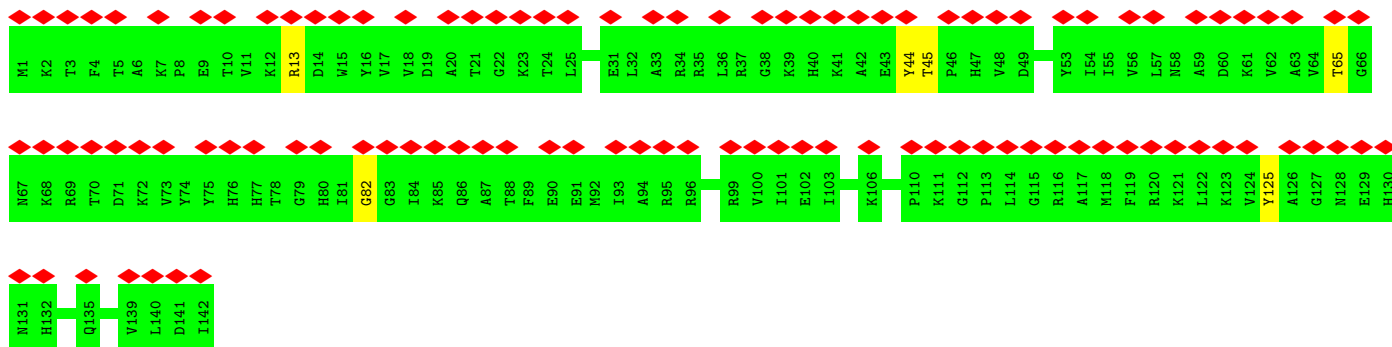 M1 K2 T3 F4 T5 A6 K7 P8 E9 T10 V11 K12 R13 D14 W15 Y16 V17 V18 D19 A20 T21 G22 K23 T24 L25 E31 L32 A33 R34 R35 L36 R37 G38 K39 H40 K41 A42 E43 Y44 T45 P46 H47 V48 D49 Y53 I54 I55 V56 L57 N58 A59 D60 K61 V62 A63 V64 T65 G66
N67 K68 R69 T70 D71 K72 V73 Y74 Y75 H76 H77 T78 G79 H80 I81 G82 G83 I84 K85 Q86 A87 T88 F89 E90 E91 M92 I93 A94 R95 R96 R99 V100 I101 E102 I103 K106 P110 K111 G112 P113 L114 G115 R116 A117 M118 F119 R120 K121 L122 K123 V124 Y125 A126 G127 N128 E129 H130
N131 H132 Q135 V139 L140 D141 I142